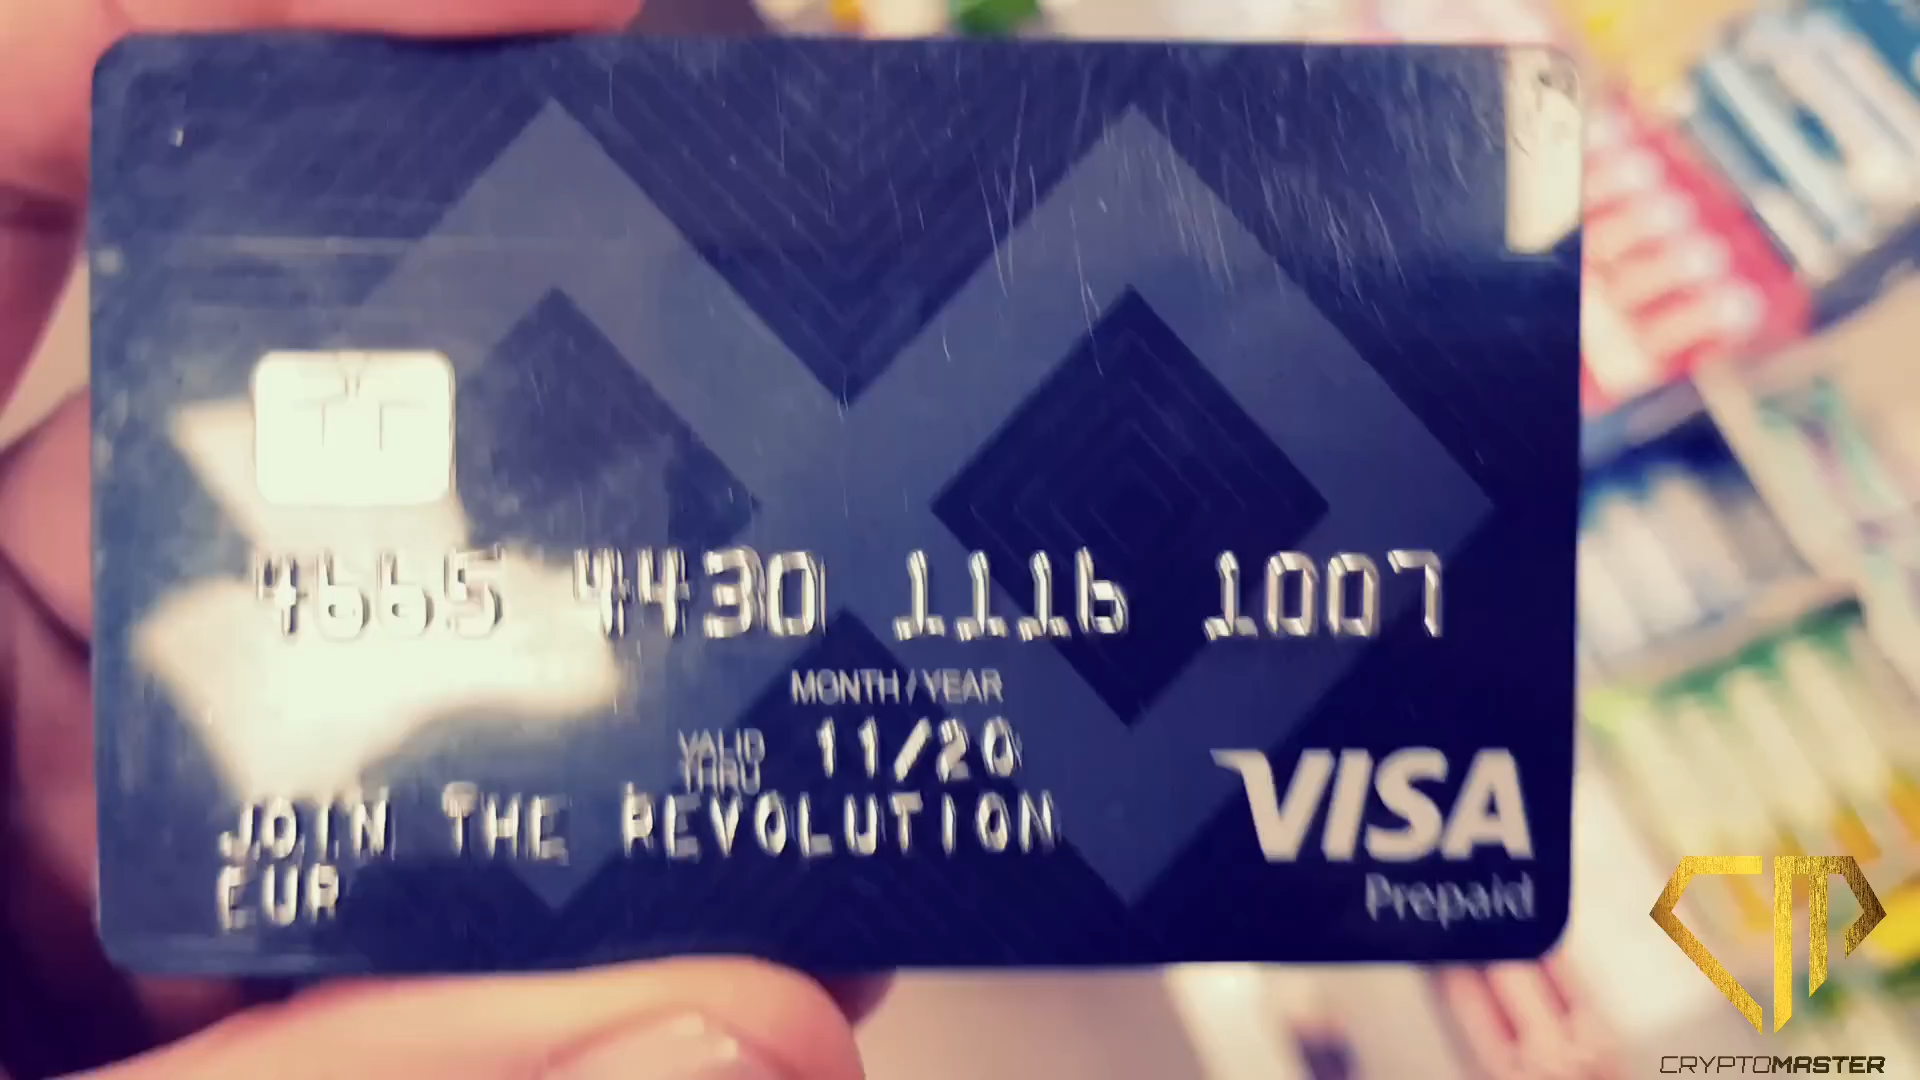 4665 4430 1116 1007
MONTH / YEAR
VALID THRU 11/20
JOIN THE REVOLUTION
EUR
VISA
Prepaid
CRYPTOMASTER